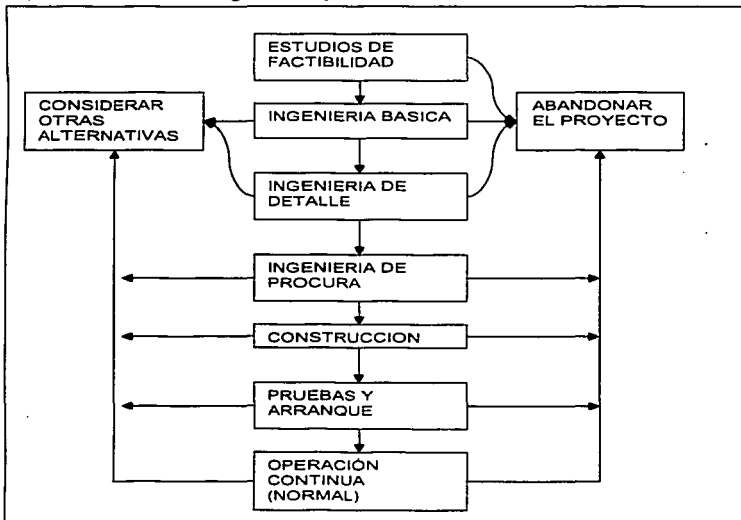 ESTUDIOS DE
FACTIBILIDAD
CONSIDERAR
OTRAS
ALTERNATIVAS
INGENIERIA BASICA
ABANDONAR
EL PROYECTO
INGENIERIA DE
DETALLE
INGENIERIA DE
PROCURA
CONSTRUCCION
PRUEBAS Y
ARRANQUE
OPERACIÓN
CONTINUA
(NORMAL)